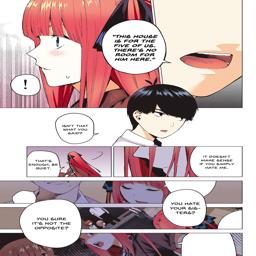 "THIS
HOUSE IS
FOR THE
FIVE OF US.
THERE'S NO
ROOM FOR
HIM HERE."
!
ISN'T THAT
WHAT YOU
SAID?
THAT'S
ENOUGH, BE
QUIET.
IT DOESN'T
MAKE SENSE
IF YOU SIMPLY
HATE ME.
YOU HATE
YOUR SIS-
TERS?
YOU SURE
IT'S NOT THE
OPPOSITE?